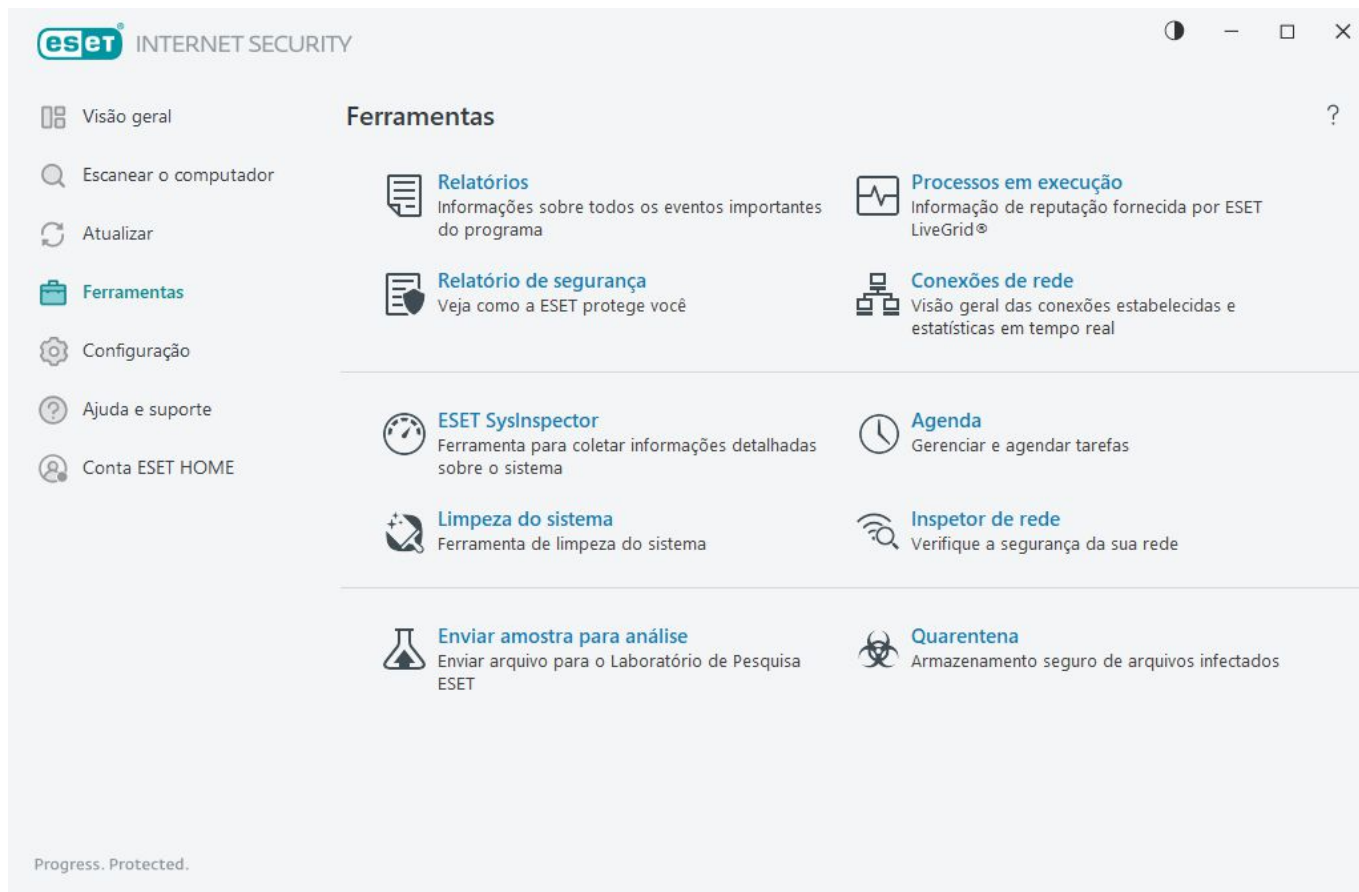 eset® INTERNET SECURITY
Visão geral
Escanear o computador
Atualizar
Ferramentas
Configuração
Ajuda e suporte
Conta ESET HOME
Ferramentas
?
Relatórios
Informações sobre todos os eventos importantes
do programa
Processos em execução
Informação de reputação fornecida por ESET
LiveGrid®
Relatório de segurança
Veja como a ESET protege você
Conexões de rede
Visão geral das conexões estabelecidas e
estatísticas em tempo real
ESET SysInspector
Ferramenta para coletar informações detalhadas
sobre o sistema
Agenda
Gerenciar e agendar tarefas
Limpeza do sistema
Ferramenta de limpeza do sistema
Inspetor de rede
Verifique a segurança da sua rede
Enviar amostra para análise
Enviar arquivo para o Laboratório de Pesquisa
ESET
Quarentena
Armazenamento seguro de arquivos infectados
Progress. Protected.